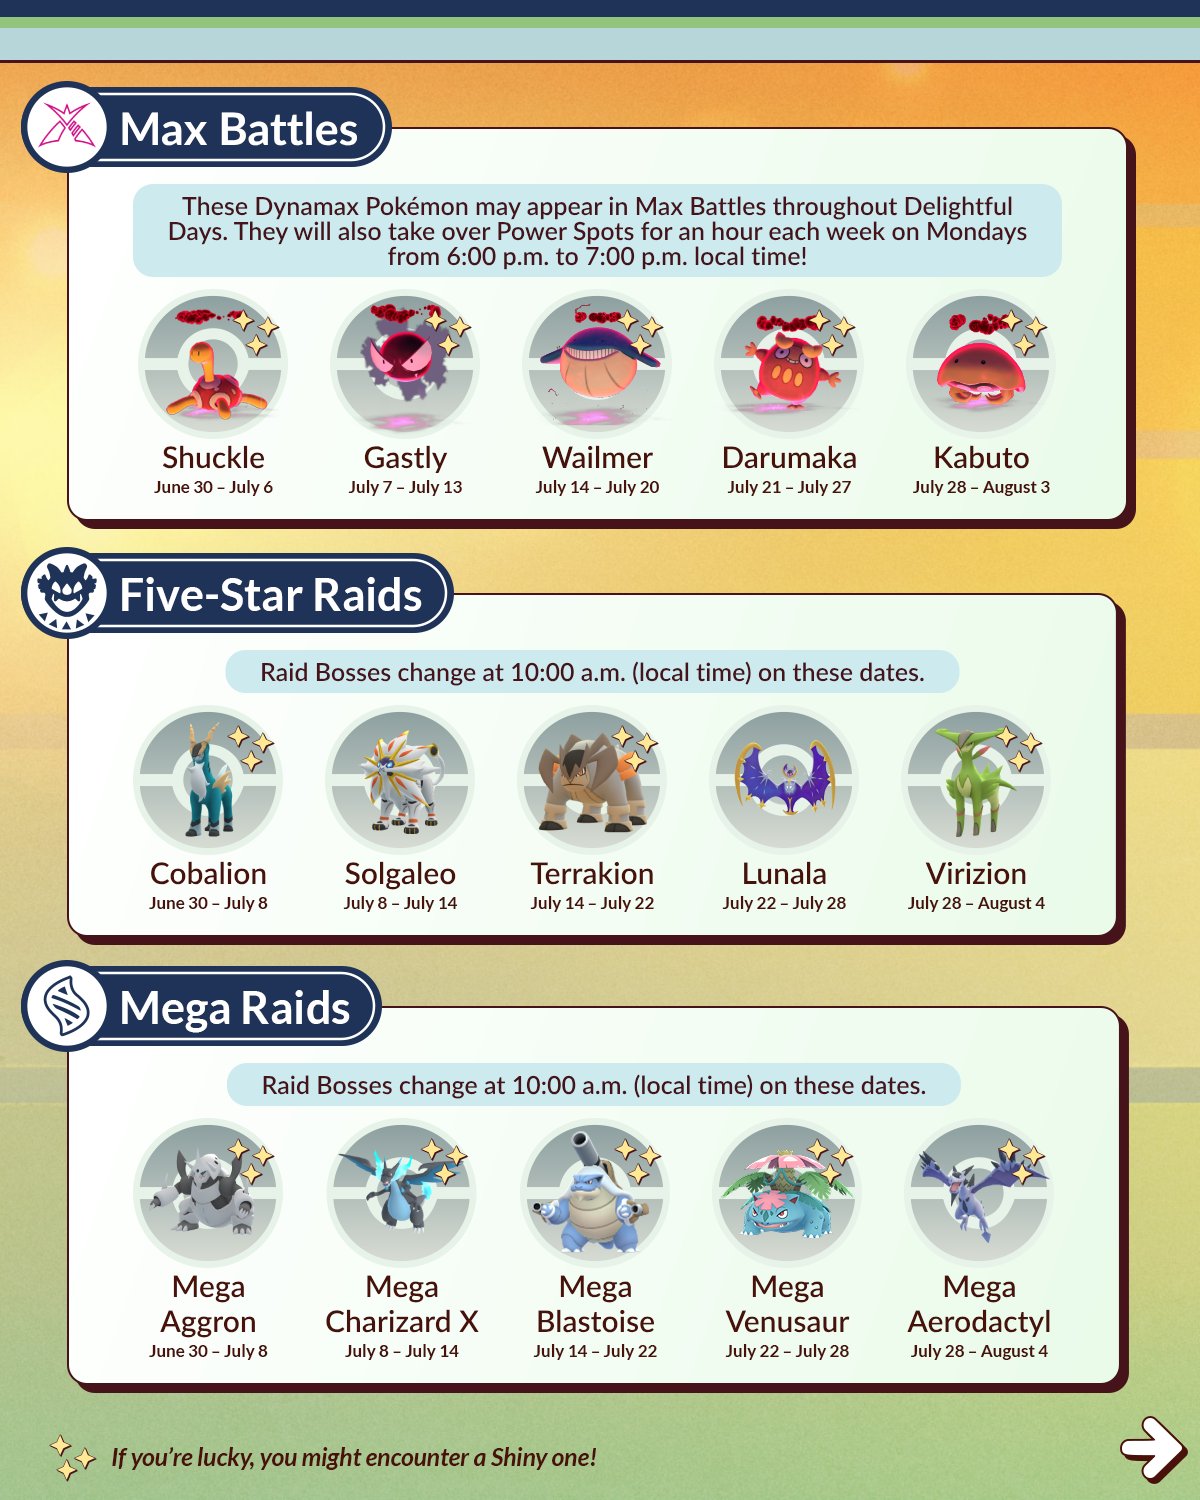 Max Battles
These Dynamax Pokémon may appear in Max Battles throughout Delightful
Days. They will also take over Power Spots for an hour each week on Mondays
from 6:00 p.m. to 7:00 p.m. local time!
Shuckle
June 30 – July 6
Gastly
July 7 – July 13
Wailmer
July 14 – July 20
Darumaka
July 21 – July 27
Kabuto
July 28 – August 3
Five-Star Raids
Raid Bosses change at 10:00 a.m. (local time) on these dates.
Cobalion
June 30 – July 8
Solgaleo
July 8 – July 14
Terrakion
July 14 – July 22
Lunala
July 22 – July 28
Virizion
July 28 – August 4
Mega Raids
Raid Bosses change at 10:00 a.m. (local time) on these dates.
Mega
Aggron
June 30 – July 8
Mega
Charizard X
July 8 – July 14
Mega
Blastoise
July 14 – July 22
Mega
Venusaur
July 22 – July 28
Mega
Aerodactyl
July 28 – August 4
If you're lucky, you might encounter a Shiny one!